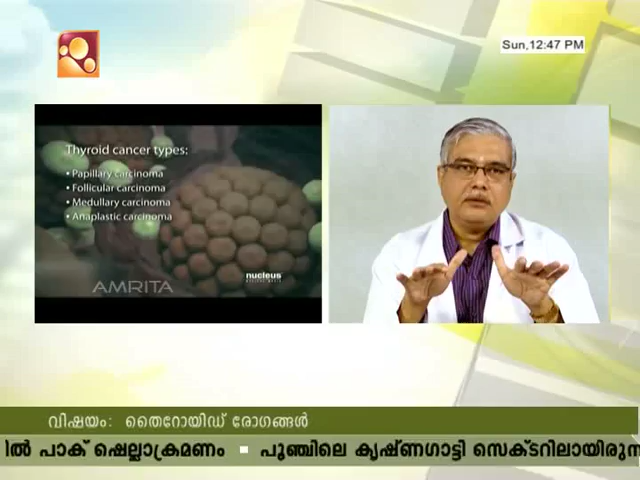 Sun,12:47 PM
Thyroid cancer types:
• Papillary carcinoma
• Follicular carcinoma
• Medullary carcinoma
• Anaplastic carcinoma
nucleus
AMRITA
വിഷയം: തൈറോയിഡ് രോഗങ്ങൾ
ിൽ പാക് ഷെല്ലാക്രമണം ▪ പൂഞ്ചിലെ കൃഷ്ണഗാട്ടി സെക്ടറിലായിരുന്ന